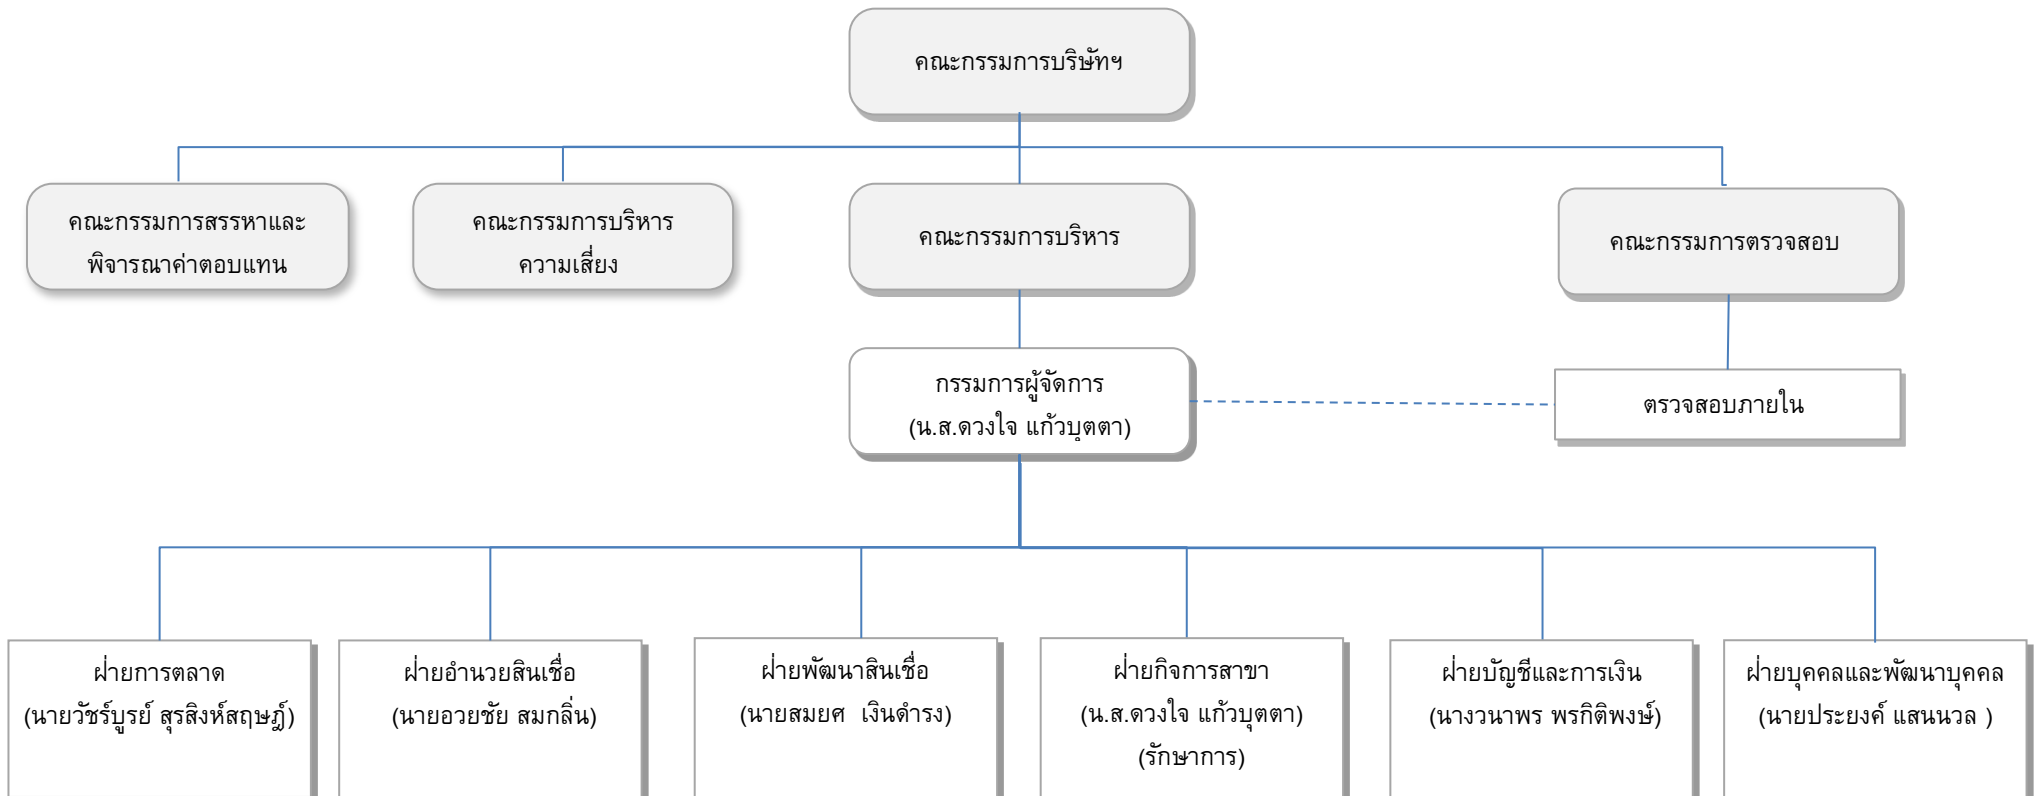 คณะกรรมการบริษัทฯ
คณะกรรมการสรรหาและ
พิจารณาค่าตอบแทน
คณะกรรมการบริหาร
ความเสี่ยง
คณะกรรมการบริหาร
คณะกรรมการตรวจสอบ
กรรมการผู้จัดการ
(น.ส.ดวงใจ แก้วบุตตา)
ตรวจสอบภายใน
ฝ่ายการตลาด
(นายวัชร์บูรย์ สุรสิงห์สฤษฎ์)
ฝ่ายอำนวยสินเชื่อ
(นายอวยชัย สมกลิ่น)
ฝ่ายพัฒนาสินเชื่อ
(นายสมยศ  เงินดำรง)
ฝ่ายกิจการสาขา
(น.ส.ดวงใจ แก้วบุตตา)
(รักษาการ)
ฝ่ายบัญชีและการเงิน
(นางวนาพร พรกิติพงษ์)
ฝ่ายบุคคลและพัฒนาบุคคล
(นายประยงค์ แสนนวล )